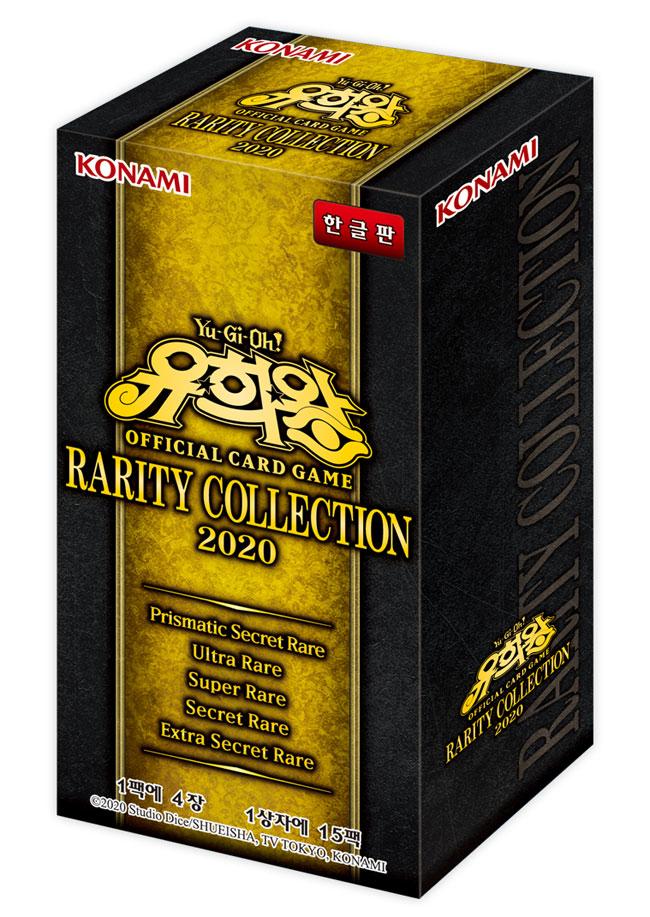 KONAMI
Yu-Gi-Oh!
유희왕
OFFICIAL CARD GAME
RARITY COLLECTION
2020
KONAMI
한글판
Yu-Gi-Oh!
유희왕
OFFICIAL CARD GAME
RARITY COLLECTION
2020
Prismatic Secret Rare
Ultra Rare
Super Rare
Secret Rare
Extra Secret Rare
1팩에 4장 1상자에 15팩
©2020 Studio Dice/SHUEISHA, TV TOKYO, KONAMI
KONAMI
RARITY COLLECTION
Yu-Gi-Oh!
유희왕
OFFICIAL CARD GAME
RARITY COLLECTION
2020